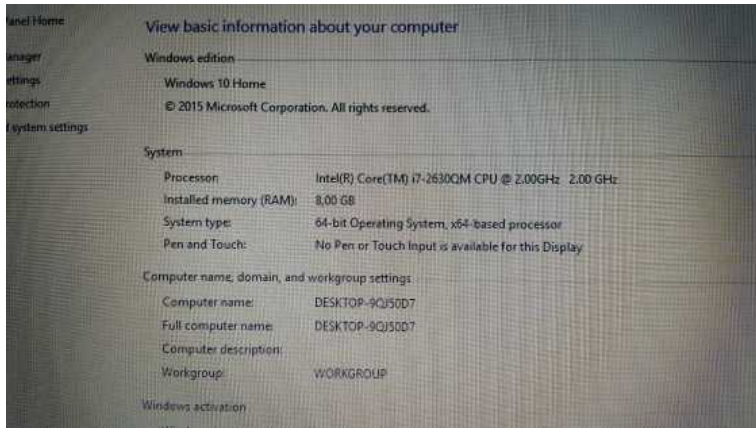 anel Home
View basic information about your computer
anager
Windows edition
ettings
Windows 10 Home
rotection
© 2015 Microsoft Corporation. All rights reserved.
system settings
System
Processor: Intel(R) Core(TM) i7-2630QM CPU @ 2.00GHz 2.00 GHz
Installed memory (RAM): 8,00 GB
System type: 64-bit Operating System, x64-based processor
Pen and Touch: No Pen or Touch Input is available for this Display
Computer name, domain, and workgroup settings
Computer name: DESKTOP-9QJ50D7
Full computer name: DESKTOP-9QJ50D7
Computer description:
Workgroup: WORKGROUP
Windows activation